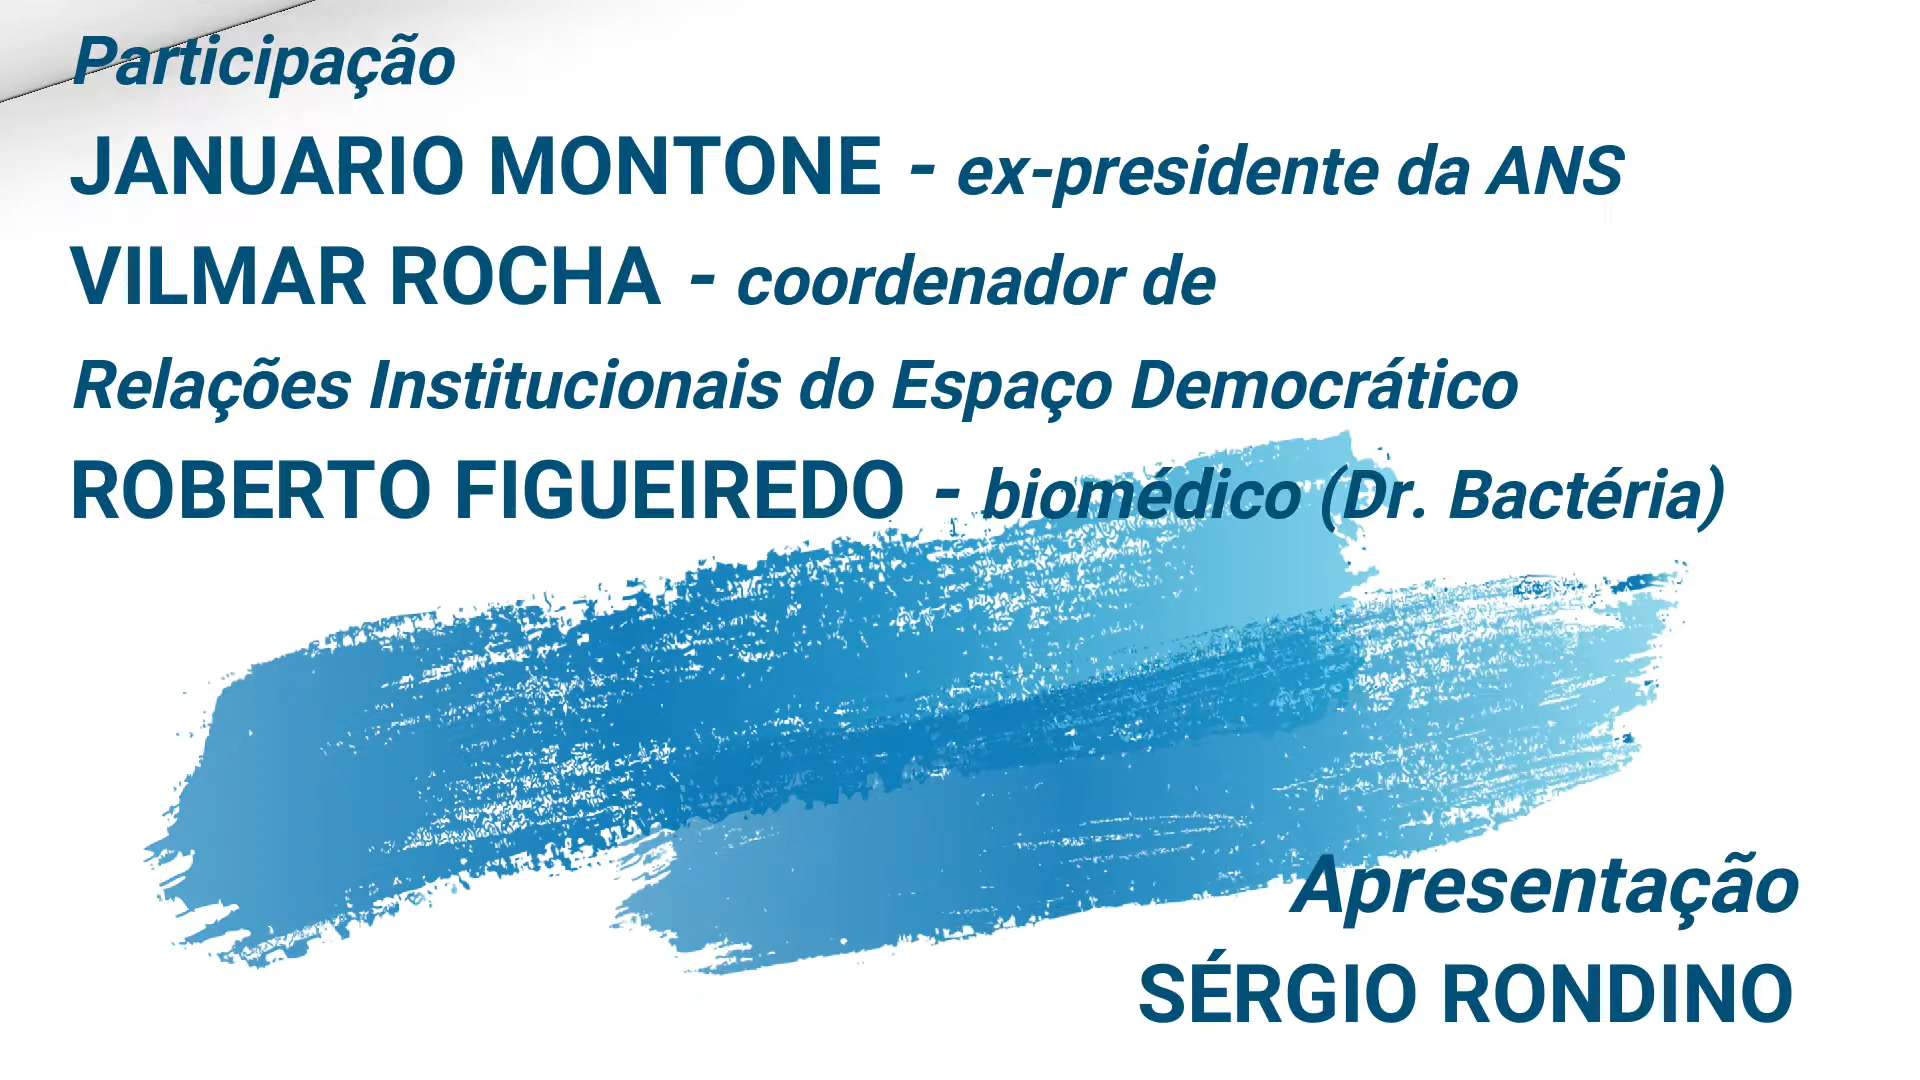 Participação
JANUARIO MONTONE - ex-presidente da ANS
VILMAR ROCHA - coordenador de
Relações Institucionais do Espaço Democrático
ROBERTO FIGUEIREDO - biomédico (Dr. Bactéria)
Apresentação
SÉRGIO RONDINO